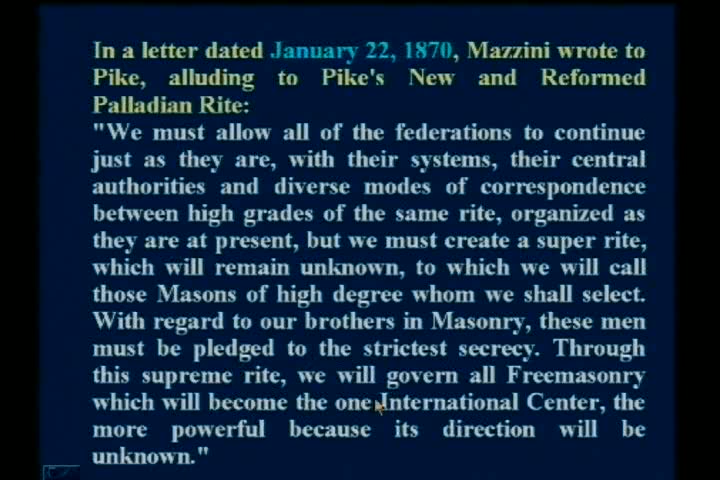 In a letter dated January 22, 1870, Mazzini wrote to
Pike, alluding to Pike's New and Reformed
Palladian Rite:
"We must allow all of the federations to continue
just as they are, with their systems, their central
authorities and diverse modes of correspondence
between high grades of the same rite, organized as
they are at present, but we must create a super rite,
which will remain unknown, to which we will call
those Masons of high degree whom we shall select.
With regard to our brothers in Masonry, these men
must be pledged to the strictest secrecy. Through
this supreme rite, we will govern all Freemasonry
which will become the one International Center, the
more powerful because its direction will be
unknown."